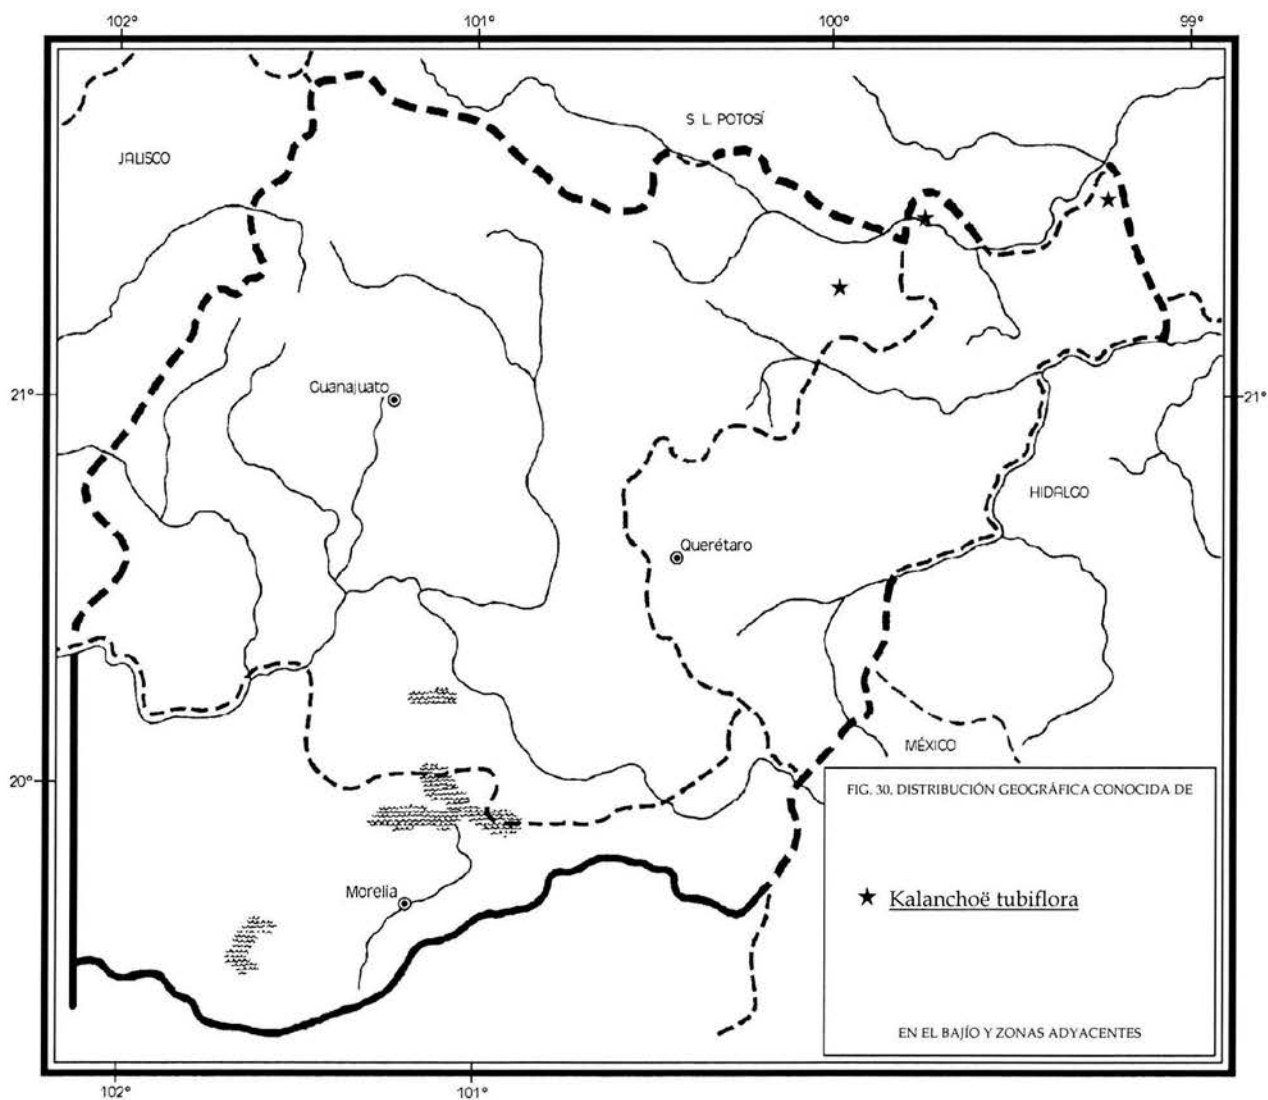 102°
101°
100°
99°
S. L. POTOSÍ
JALISCO
Guanajuato
21°
21°
HIDALGO
Querétaro
MÉXICO
20°
FIG. 30. DISTRIBUCIÓN GEOGRÁFICA CONOCIDA DE
Kalanchoë tubiflora
Morelia
EN EL BAJÍO Y ZONAS ADYACENTES
102°
101°